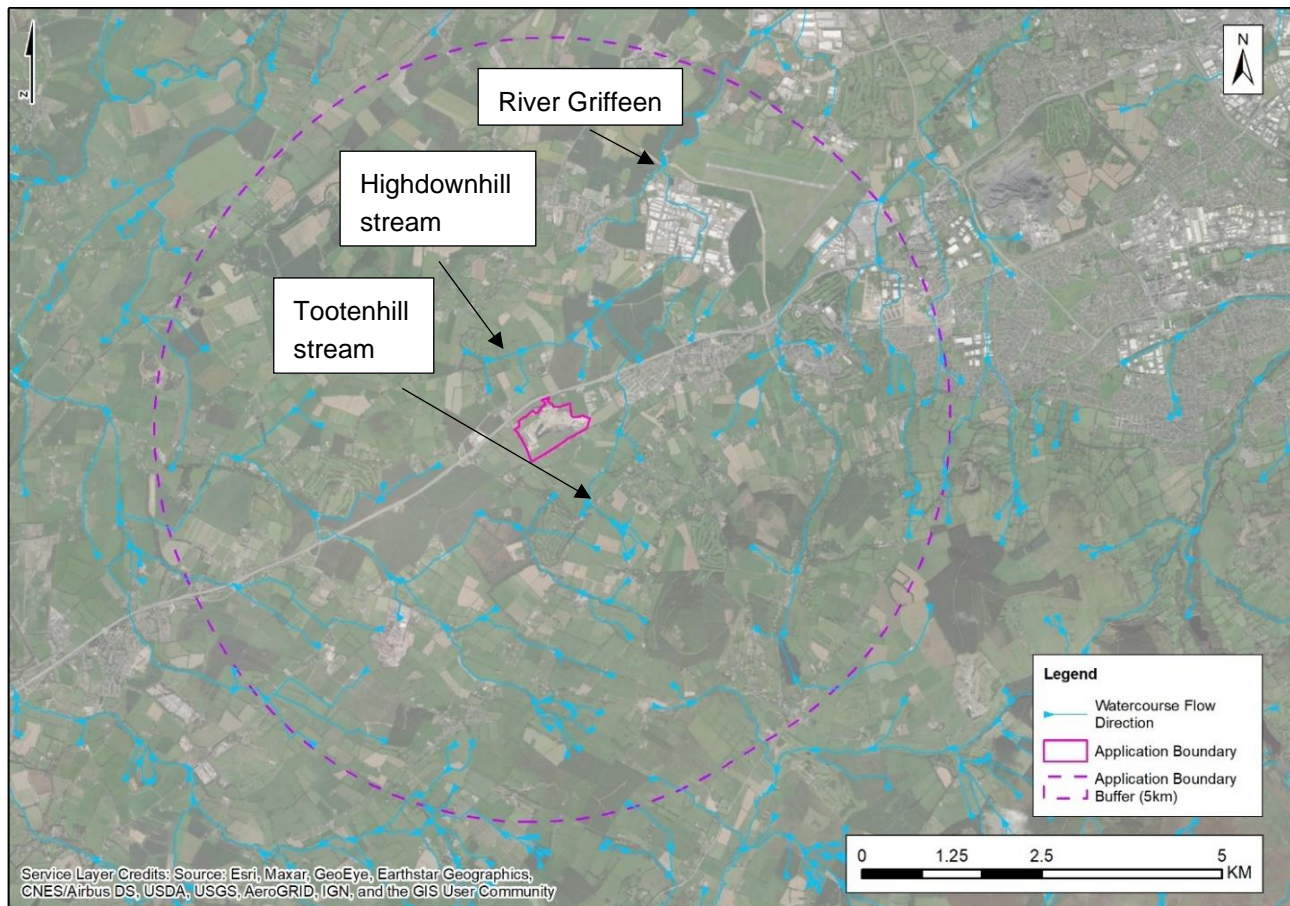 N
N
River Griffeen
Highdownhill
stream
Tootenhill
stream
Legend
Watercourse Flow
Direction
Application Boundary
Application Boundary
Buffer (5km)
0 1.25 2.5 5
KM
Service Layer Credits: Source: Esri, Maxar, GeoEye, Earthstar Geographics,
CNES/Airbus DS, USDA, USGS, AeroGRID, IGN, and the GIS User Community